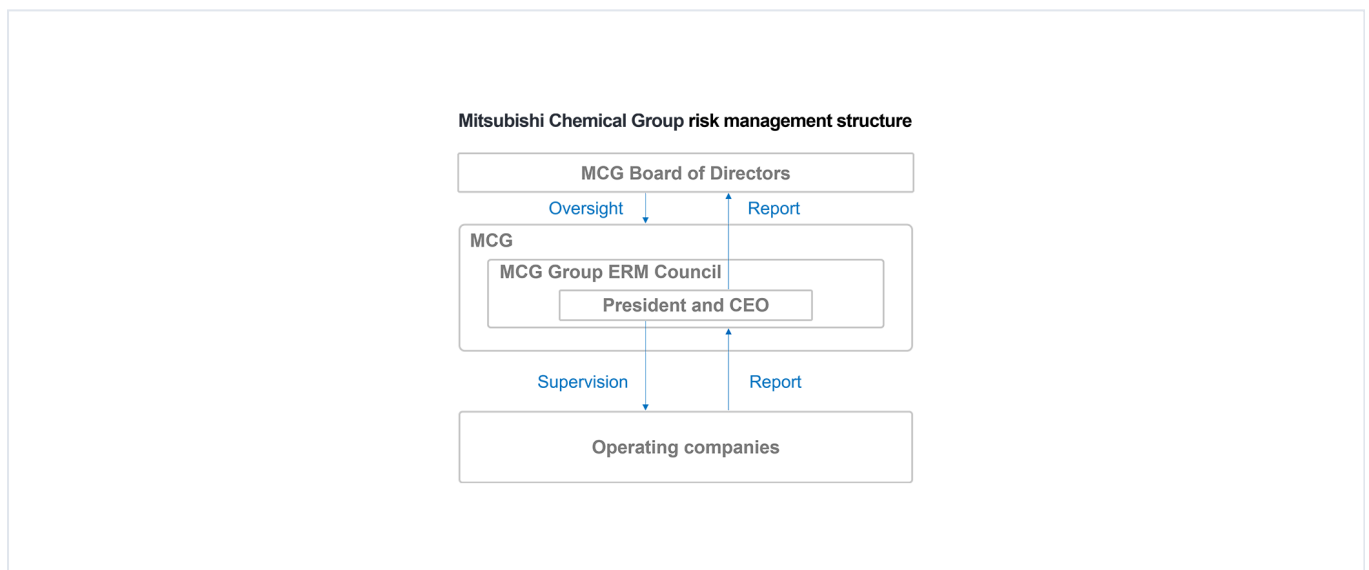 Mitsubishi Chemical Group risk management structure
MCG Board of Directors
Oversight
Report
MCG
MCG Group ERM Council
President and CEO
Supervision
Report
Operating companies